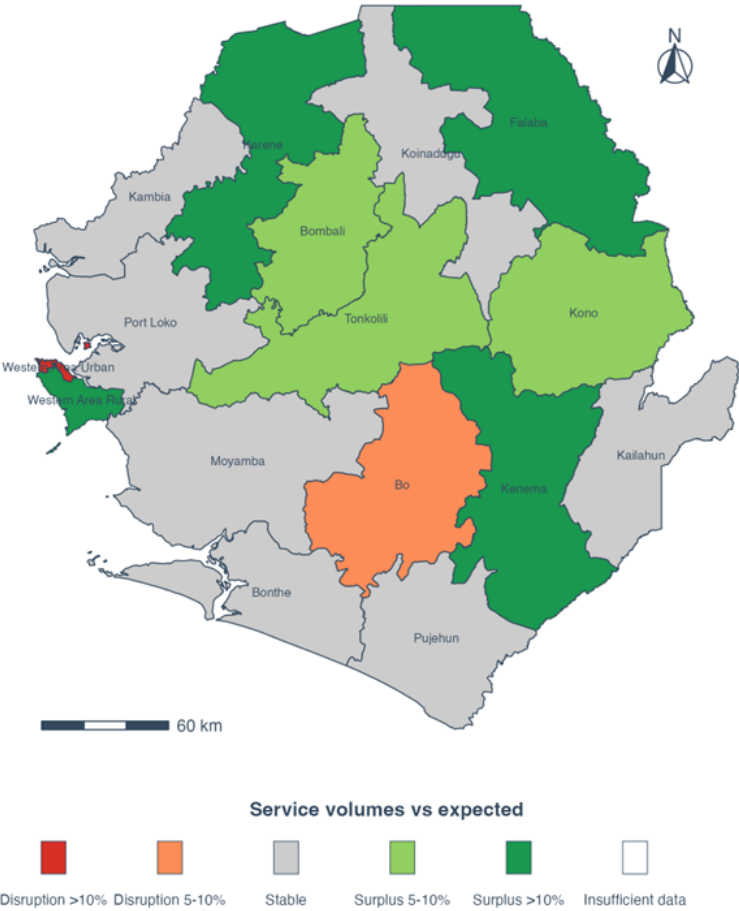 N
Falaba
Karene
Koinadugu
Kambia
Bombali
Kono
Tonkolili
Port Loko
Western Area Urban
Western Area Rural
Kailahun
Moyamba
Bo
Kenema
Bonthe
Pujehun
60 km
Service volumes vs expected
Disruption >10% Disruption 5-10% Stable Surplus 5-10% Surplus >10% Insufficient data